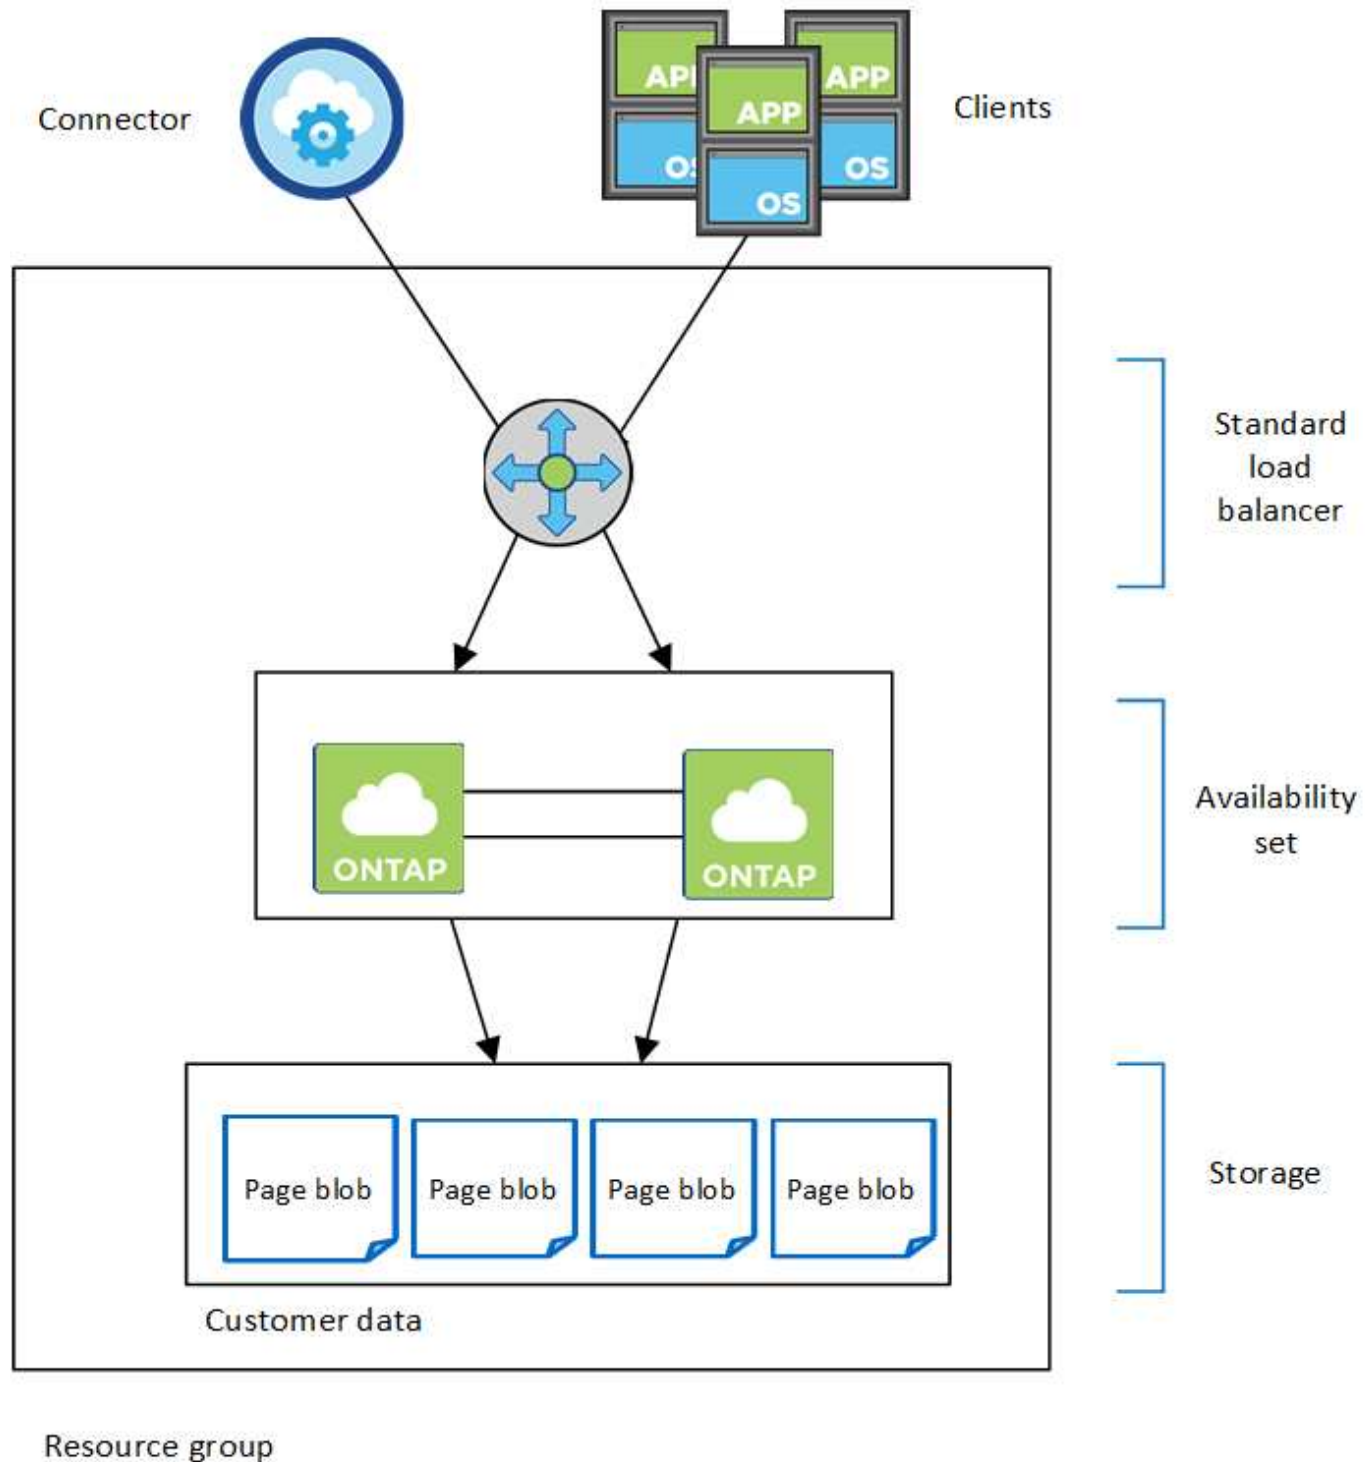 Connector
APP
APP
APP
OS
OS
OS
Clients
Standard
load
balancer
ONTAP
ONTAP
Availability
set
Page blob
Page blob
Page blob
Page blob
Storage
Customer data
Resource group